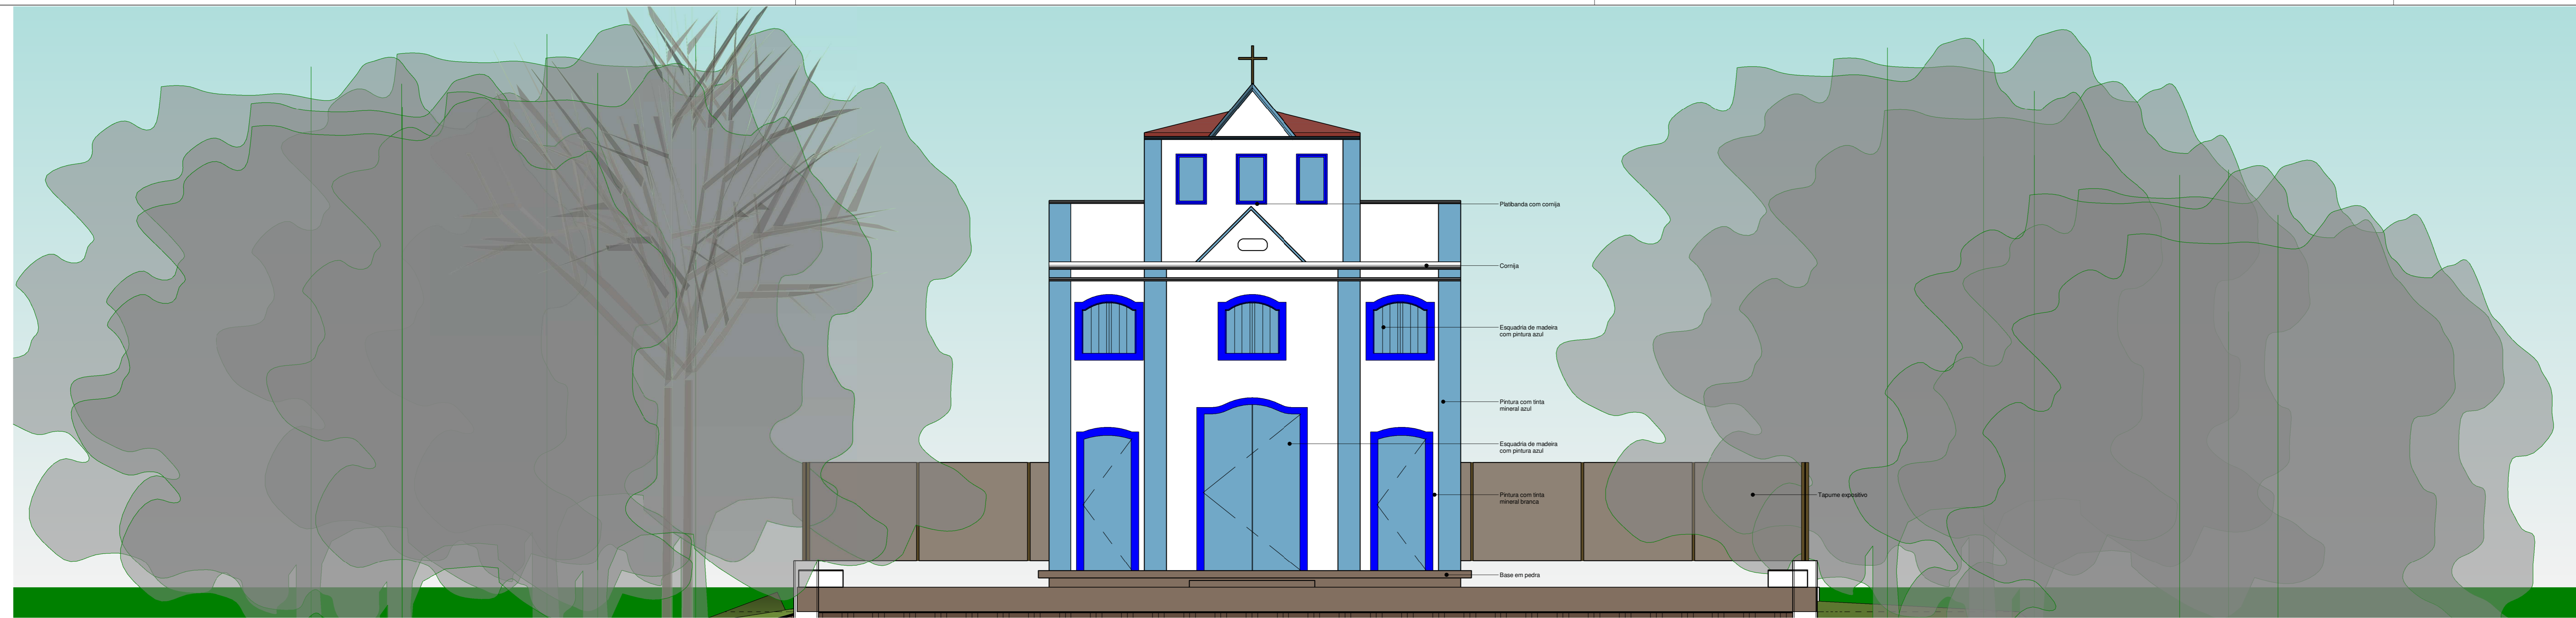 Platibanda com cornija
Cornija
Esquadria de madeira
com pintura azul
Pintura com tinta
mineral azul
Esquadria de madeira
com pintura azul
Pintura com tinta
mineral branca
Tapume expositivo
Base em pedra